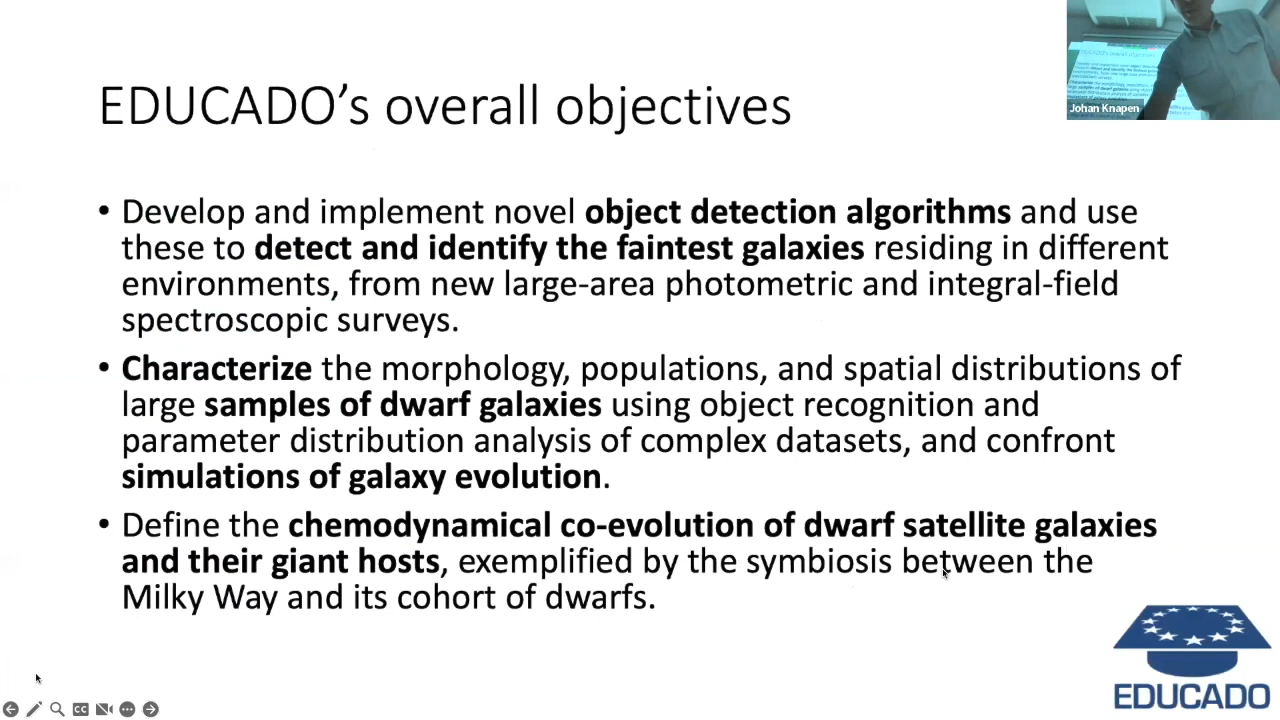 EDUCADO’s overall objectives
Johan Knapen
• Develop and implement novel object detection algorithms and use
these to detect and identify the faintest galaxies residing in different
environments, from new large-area photometric and integral-field
spectroscopic surveys.
• Characterize the morphology, populations, and spatial distributions of
large samples of dwarf galaxies using object recognition and
parameter distribution analysis of complex datasets, and confront
simulations of galaxy evolution.
• Define the chemodynamical co-evolution of dwarf satellite galaxies
and their giant hosts, exemplified by the symbiosis between the
Milky Way and its cohort of dwarfs.
CC
EDUCADO